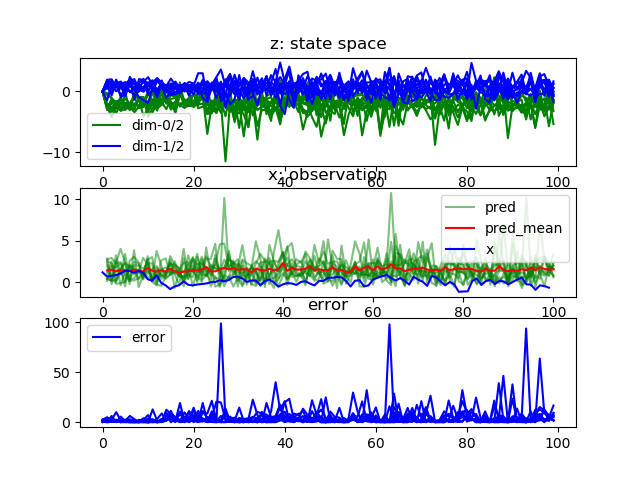 z: state space
0
−10
dim-0/2
dim-1/2
0 20 40 60 80 100
x: observation
10
5
0
pred
pred_mean
x
0 20 40 60 80 100
error
100
50
0
error
0 20 40 60 80 100